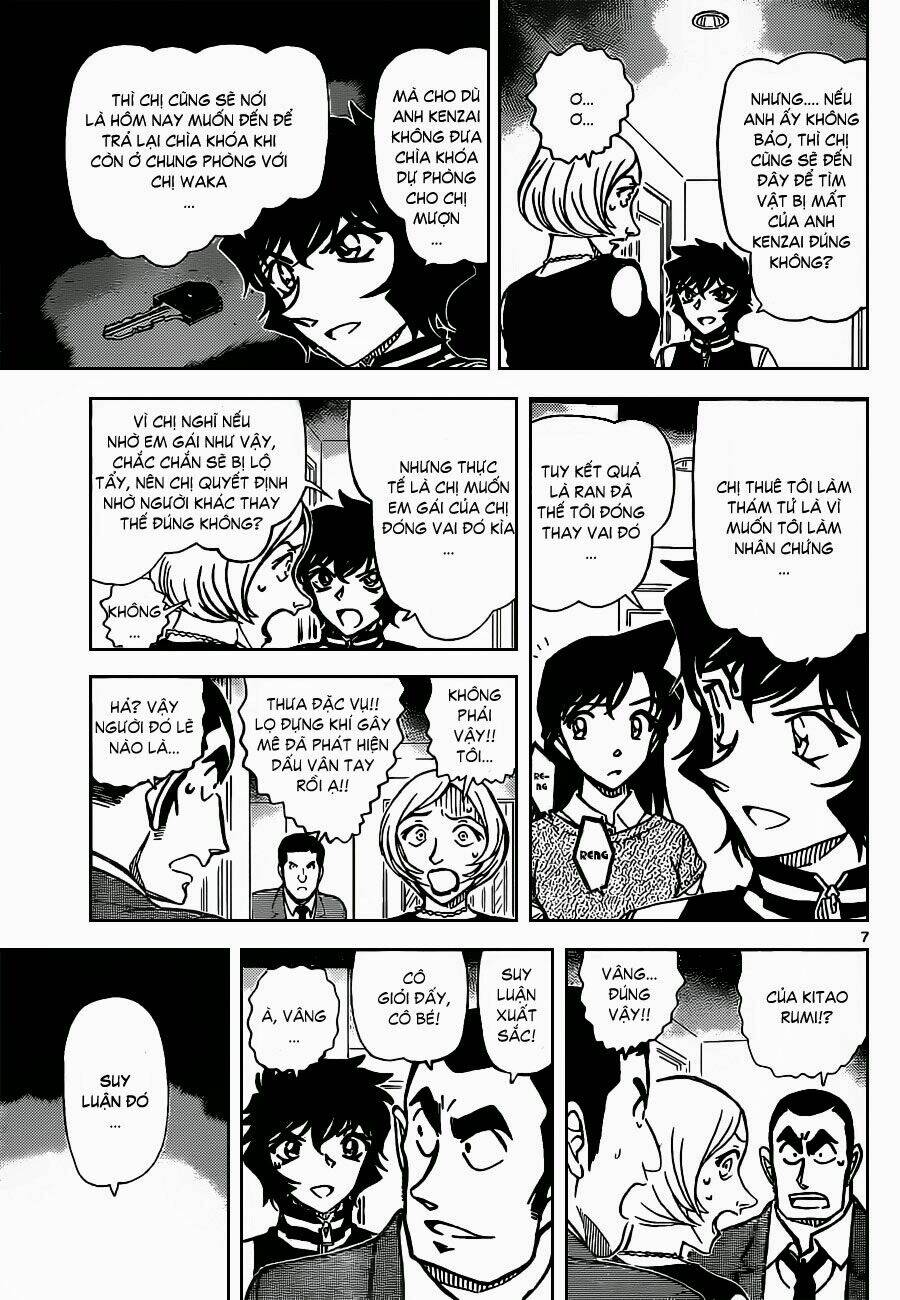 NHƯNG.... NẾU
ANH ẤY KHÔNG
BẢO, THÌ CHỊ
CŨNG SẼ ĐẾN
ĐÂY ĐỂ TÌM
VẬT BỊ MẤT
CỦA ANH
KENZAI ĐÚNG
KHÔNG?
Ơ...
Ơ...
MÀ CHO DÙ
ANH KENZAI
KHÔNG ĐƯA
CHÌA KHÓA
DỰ PHÒNG
CHO CHỊ
MƯỢN
...
THÌ CHỊ CŨNG SẼ NÓI
LÀ HÔM NAY MUỐN ĐẾN ĐỂ
TRẢ LẠI CHÌA KHÓA KHI
CÒN Ở CHUNG PHÒNG VỚI
CHỊ WAKA
...
CHỊ THUÊ TÔI LÀM
THÁM TỬ LÀ VÌ
MUỐN TÔI LÀM
NHÂN CHỨNG
...
TUY KẾT QUẢ
LÀ RAN ĐÃ
THẾ TÔI ĐÓNG
THAY VAI ĐÓ
...
RE-
NG
RENG
NHƯNG THỰC
TẾ LÀ CHỊ MUỐN
EM GÁI CỦA CHỊ
ĐÓNG VAI ĐÓ KÌA
...
VÌ CHỊ NGHĨ NẾU
NHỜ EM GÁI NHƯ VẬY,
CHẮC CHẮN SẼ BỊ LỘ
TẨY, NÊN CHỊ QUYẾT ĐỊNH
NHỜ NGƯỜI KHÁC THAY
THẾ ĐÚNG KHÔNG?
KHÔNG
...
KHÔNG
PHẢI
VẬY!!
TÔI...
THƯA ĐẶC VỤ!!
LỌ ĐỰNG KHÍ GÂY
MÊ ĐÃ PHÁT HIỆN
DẤU VÂN TAY
RỒI Ạ!!
HẢ? VẬY
NGƯỜI ĐÓ LẼ
NÀO LÀ...
7
CỦA KITAO
RUMI!?
VÂNG...
ĐÚNG
VẬY!!
SUY
LUẬN
XUẤT
SẮC!
CÔ
GIỎI ĐẤY,
CÔ BÉ!
À, VÂNG
...
SUY
LUẬN ĐÓ
...